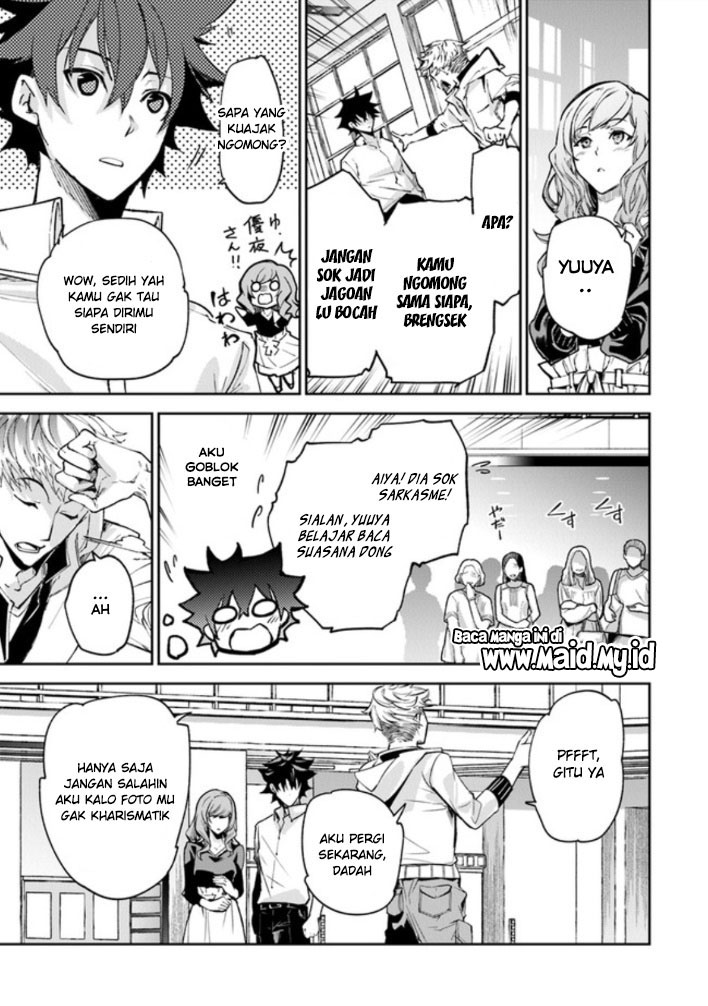 YUUYA
..
APA?
KAMU
NGOMONG
SAMA SIAPA,
BRENGSEK
JANGAN
SOK JADI
JAGOAN
LU BOCAH
SAPA YANG
KUAJAK
NGOMONG?
ゆ、
優夜
さん!!
はわわ
WOW, SEDIH YAH
KAMU GAK TAU
SIAPA DIRIMU
SENDIRI
くす
くす
やだー
AIYA! DIA SOK
SARKASME!
SIALAN, YUUYA
BELAJAR BACA
SUASANA DONG
AKU
GOBLOK
BANGET
...
AH
Baca Manga ini di
www.Maid.My.id
PFFFT,
GITU YA
AKU PERGI
SEKARANG,
DADAH
HANYA SAJA
JANGAN SALAHIN
AKU KALO FOTO MU
GAK KHARISMATIK